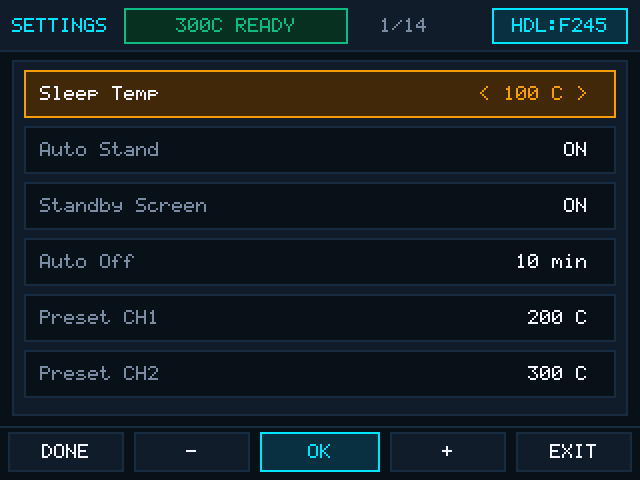 SETTINGS 300C READY 1/14 HDL:F245
Sleep Temp < 100 C >
Auto Stand ON
Standby Screen ON
Auto Off 10 min
Preset CH1 200 C
Preset CH2 300 C
DONE - OK + EXIT